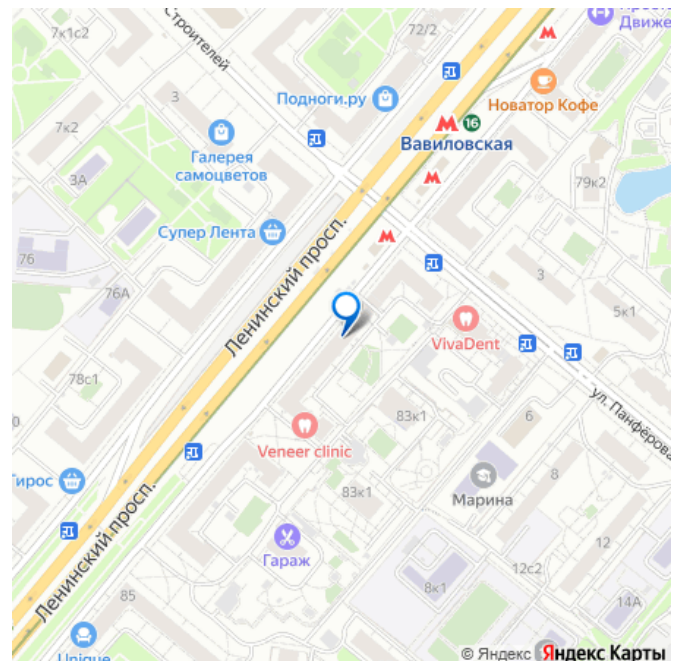 7к1с2
72/2
Движе
Строителей
3
Подноги.ру
Новатор Кофе
16
Вавиловская
7к2
Галерея
самоцветов
3А
79к2
Супер Лента
76
Ленинский просп.
3
76А
5к1
VivaDent
78с1
ул. Панфёрова
83к1
6
Veneer clinic
Гирос
83к1
Марина
8
Ленинский просп.
Гараж
12
12с2
8к1
85
14А
Unique
© Яндекс Яндекс Карты